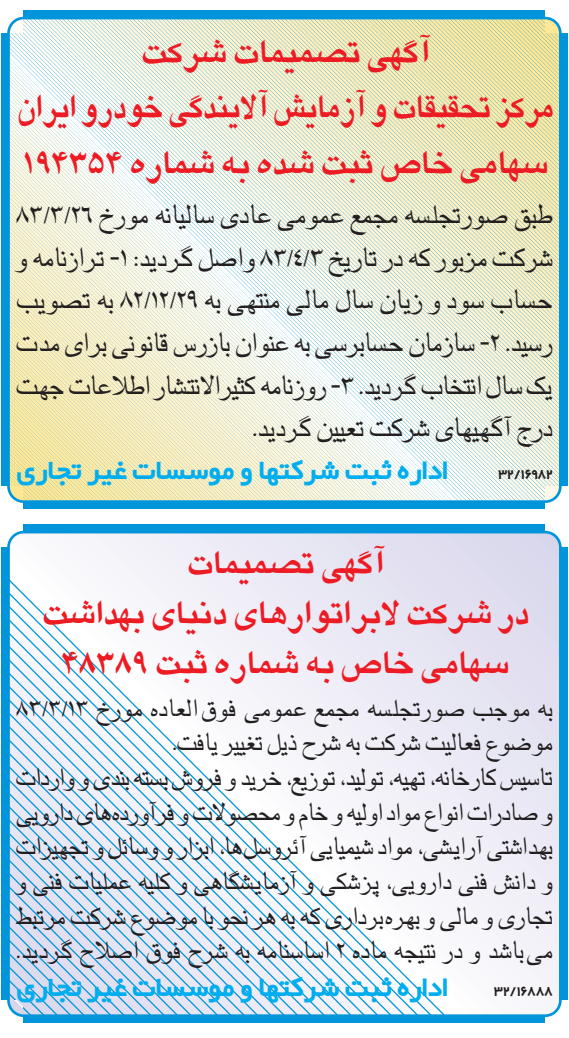 آگهی تصمیمات شرکت
مرکز تحقیقات و آزمایش آلایندگی خودرو ایران
سهامی خاص ثبت شده به شماره ۱۹۴۳۵۴
طبق صورتجلسه مجمع عمومی عادی سالیانه مورخ ۸۳/۳/۲۶
شرکت مزبور که در تاریخ ۸۳/٤/۳ واصل گردید: ۱- ترازنامه و
حساب سود و زیان سال مالی منتهی به ۸۲/۱۲/۲۹ به تصویب
رسید. ۲- سازمان حسابرسی به عنوان بازرس قانونی برای مدت
یک سال انتخاب گردید. ۳- روزنامه کثیرالانتشار اطلاعات جهت
درج آگهیهای شرکت تعیین گردید.
۳۲/۱۶۹۸۲ اداره ثبت شرکتها و موسسات غیر تجاری
آگهی تصمیمات
در شرکت لابراتوارهای دنیای بهداشت
سهامی خاص به شماره ثبت ۴۸۳۸۹
به موجب صورتجلسه مجمع عمومی فوق العاده مورخ ۸۳/۳/۱۳
موضوع فعالیت شرکت به شرح ذیل تغییر یافت.
تاسیس کارخانه، تهیه، تولید، توزیع، خرید و فروش بسته بندی و واردات
و صادرات انواع مواد اولیه و خام و محصولات و فرآورده‌های دارویی
بهداشتی آرایشی، مواد شیمیایی آئروسل‌ها، ابزار و وسائل و تجهیزات
و دانش فنی دارویی، پزشکی و آزمایشگاهی و کلیه عملیات فنی و
تجاری و مالی و بهره‌برداری که به هر نحو با موضوع شرکت مرتبط
می‌باشد و در نتیجه ماده ۲ اساسنامه به شرح فوق اصلاح گردید.
۳۲/۱۶۸۸۸ اداره ثبت شرکتها و موسسات غیر تجاری